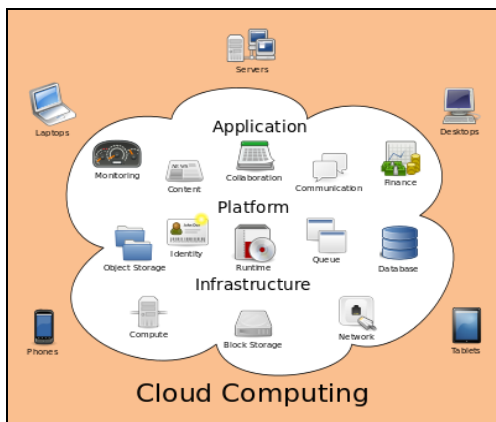 Servers
Laptops
Desktops
Application
Monitoring
NEWS
Content
Collaboration
Communication
Finance
Platform
Object Storage
Identity
Runtime
Queue
Database
Infrastructure
Compute
Block Storage
Network
Phones
Tablets
Cloud Computing